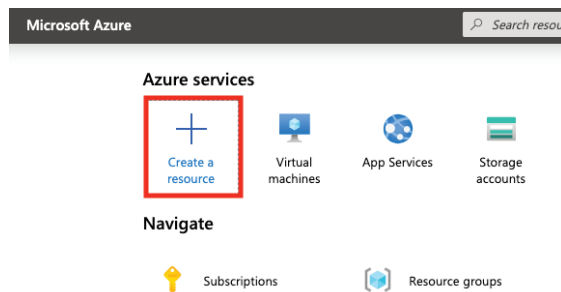 Microsoft Azure
Search resou
Azure services
Create a
resource
Virtual
machines
App Services
Storage
accounts
Navigate
Subscriptions
Resource groups